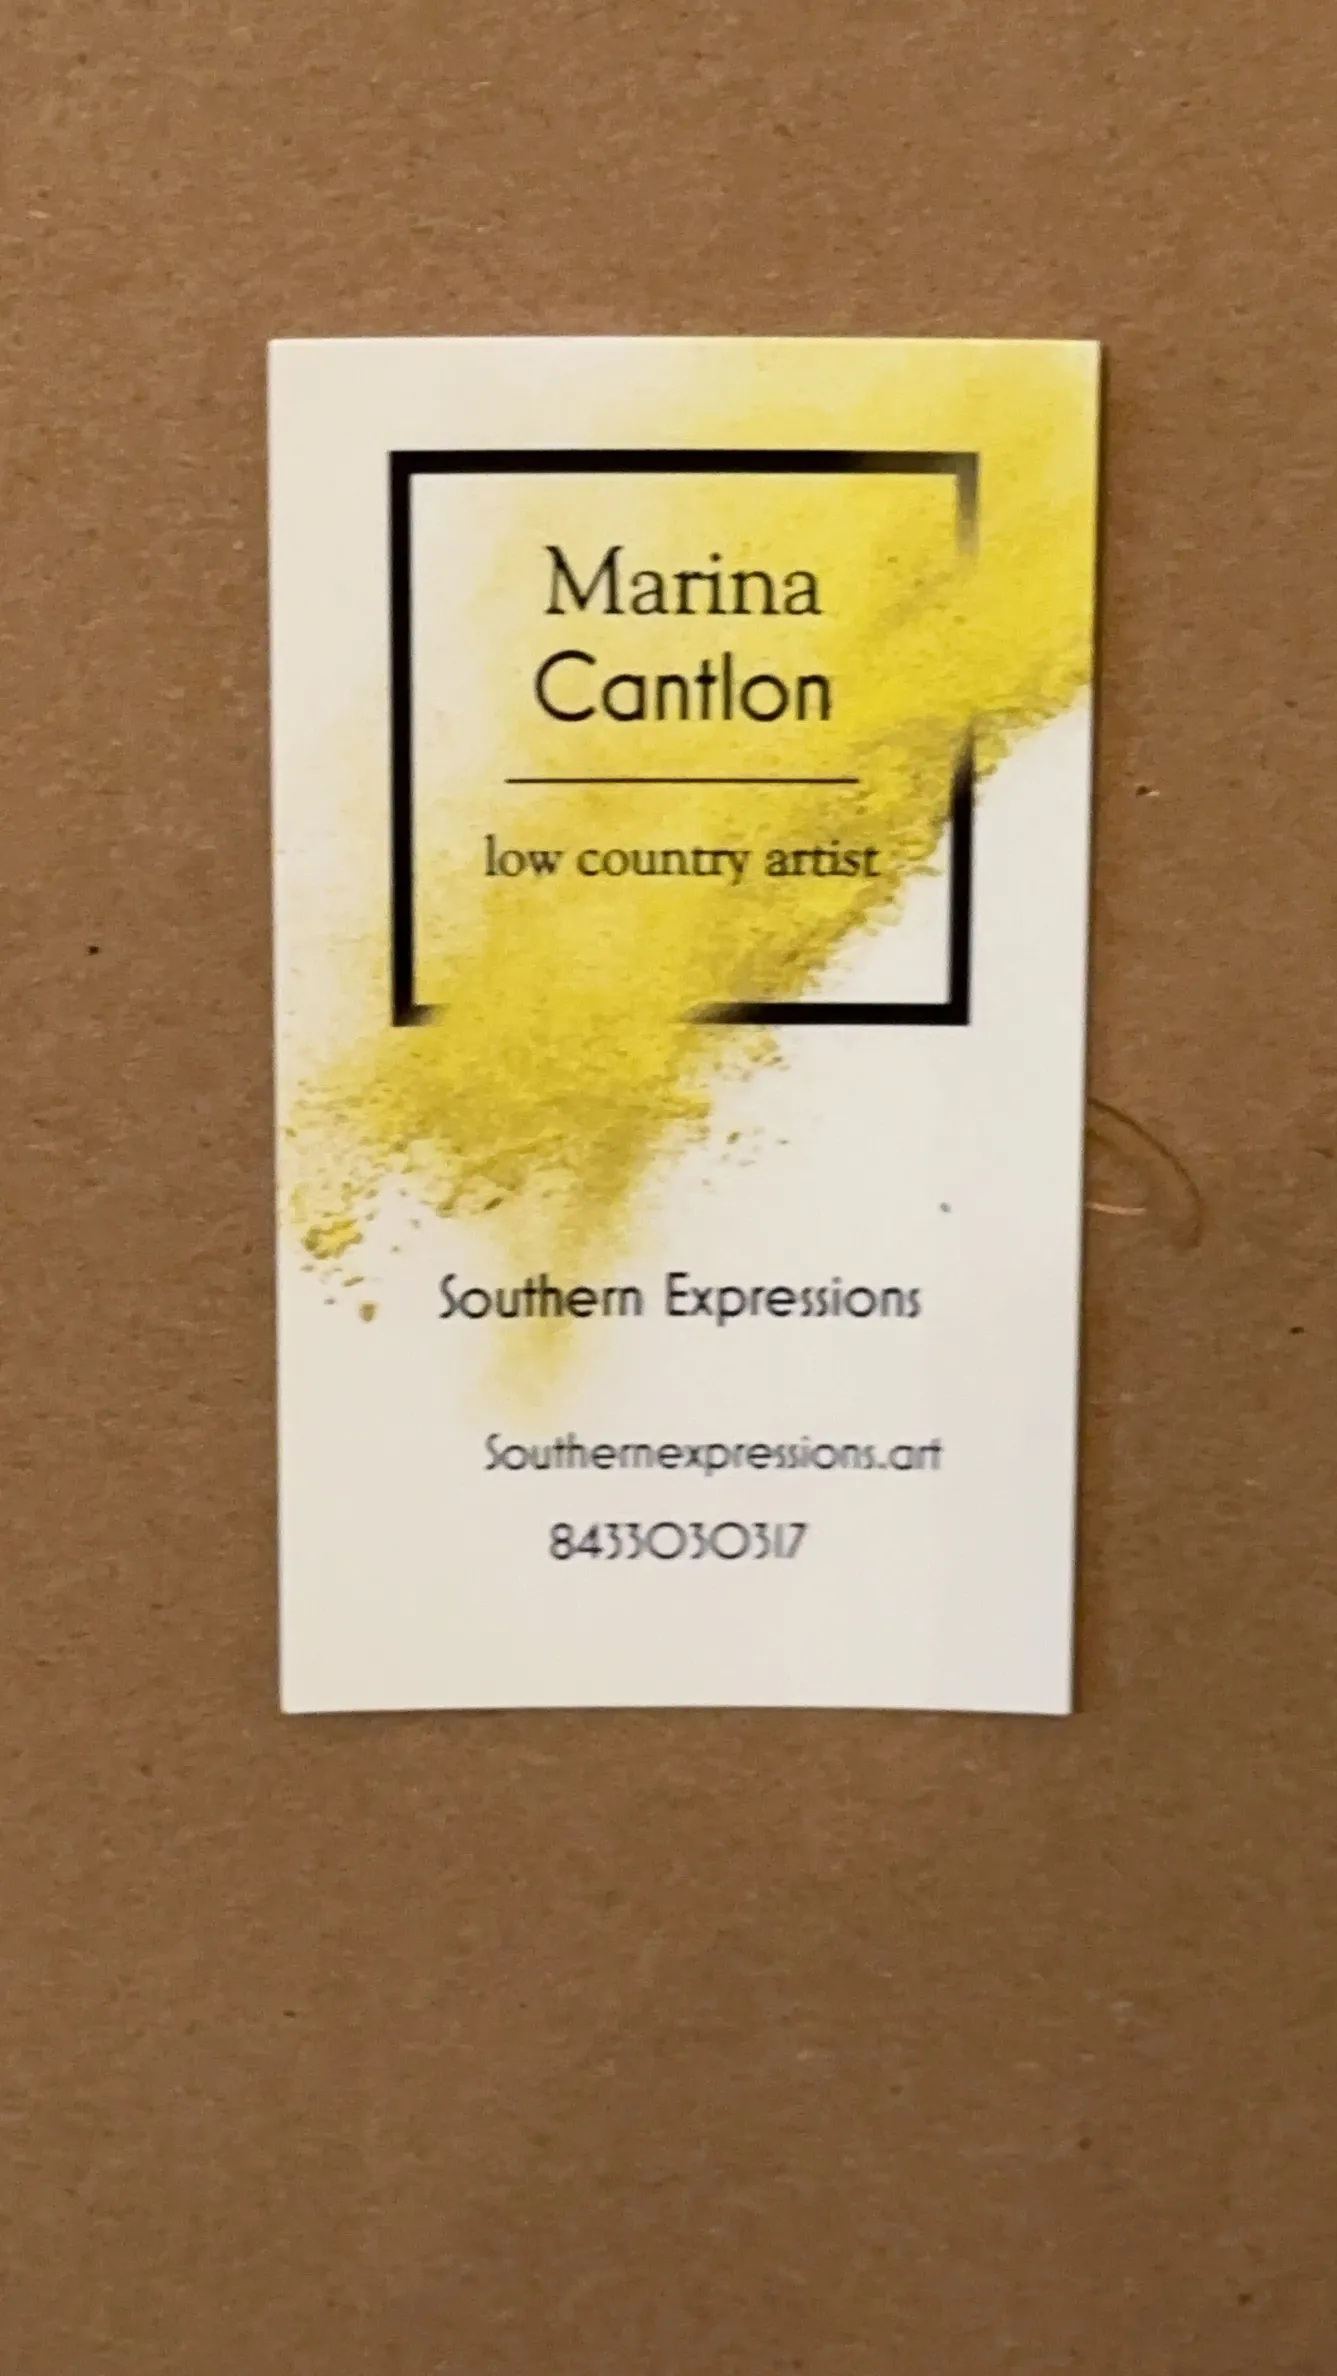 Marina
Cantlon
low country artist
Southern Expressions
Southernexpressions.art
8433030317